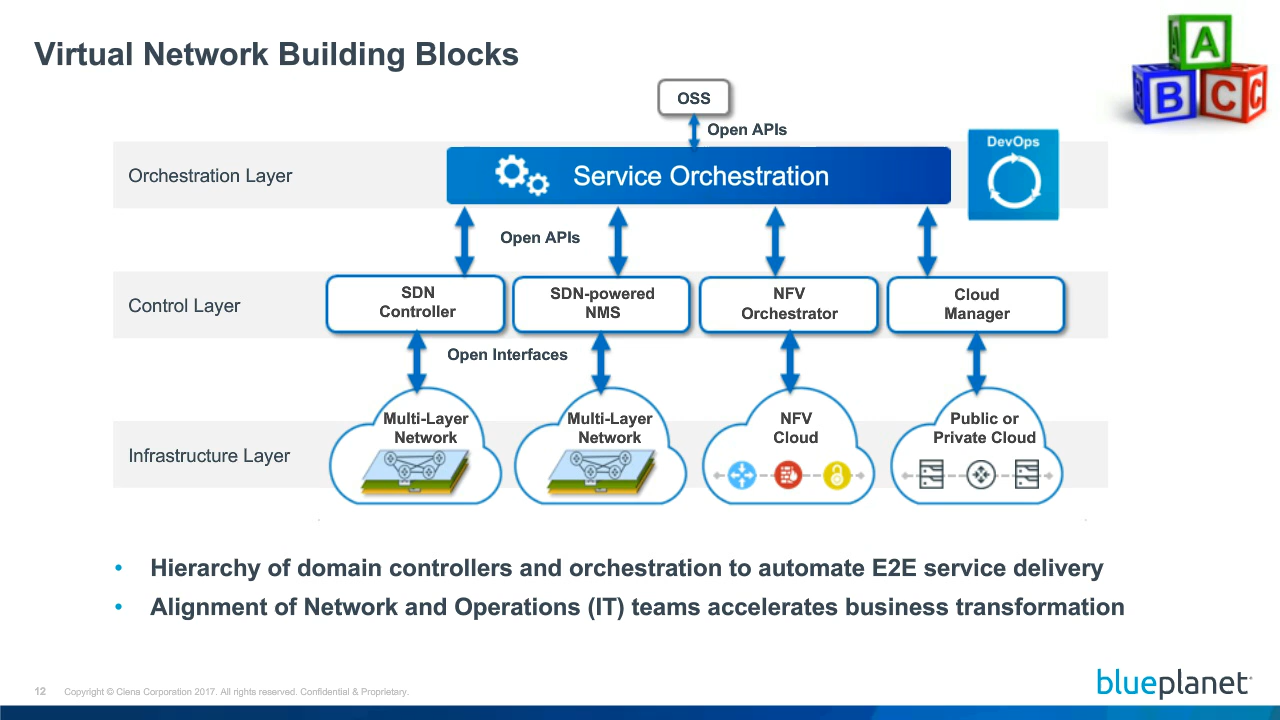 Virtual Network Building Blocks
A
B
C
C
OSS
Open APIs
DevOps
Orchestration Layer
Service Orchestration
Open APIs
Control Layer
SDN
Controller
SDN-powered
NMS
NFV
Orchestrator
Cloud
Manager
Open Interfaces
Infrastructure Layer
Multi-Layer
Network
Multi-Layer
Network
NFV
Cloud
Public or
Private Cloud
• Hierarchy of domain controllers and orchestration to automate E2E service delivery
• Alignment of Network and Operations (IT) teams accelerates business transformation
12 Copyright © Ciena Corporation 2017. All rights reserved. Confidential & Proprietary.
blueplanet